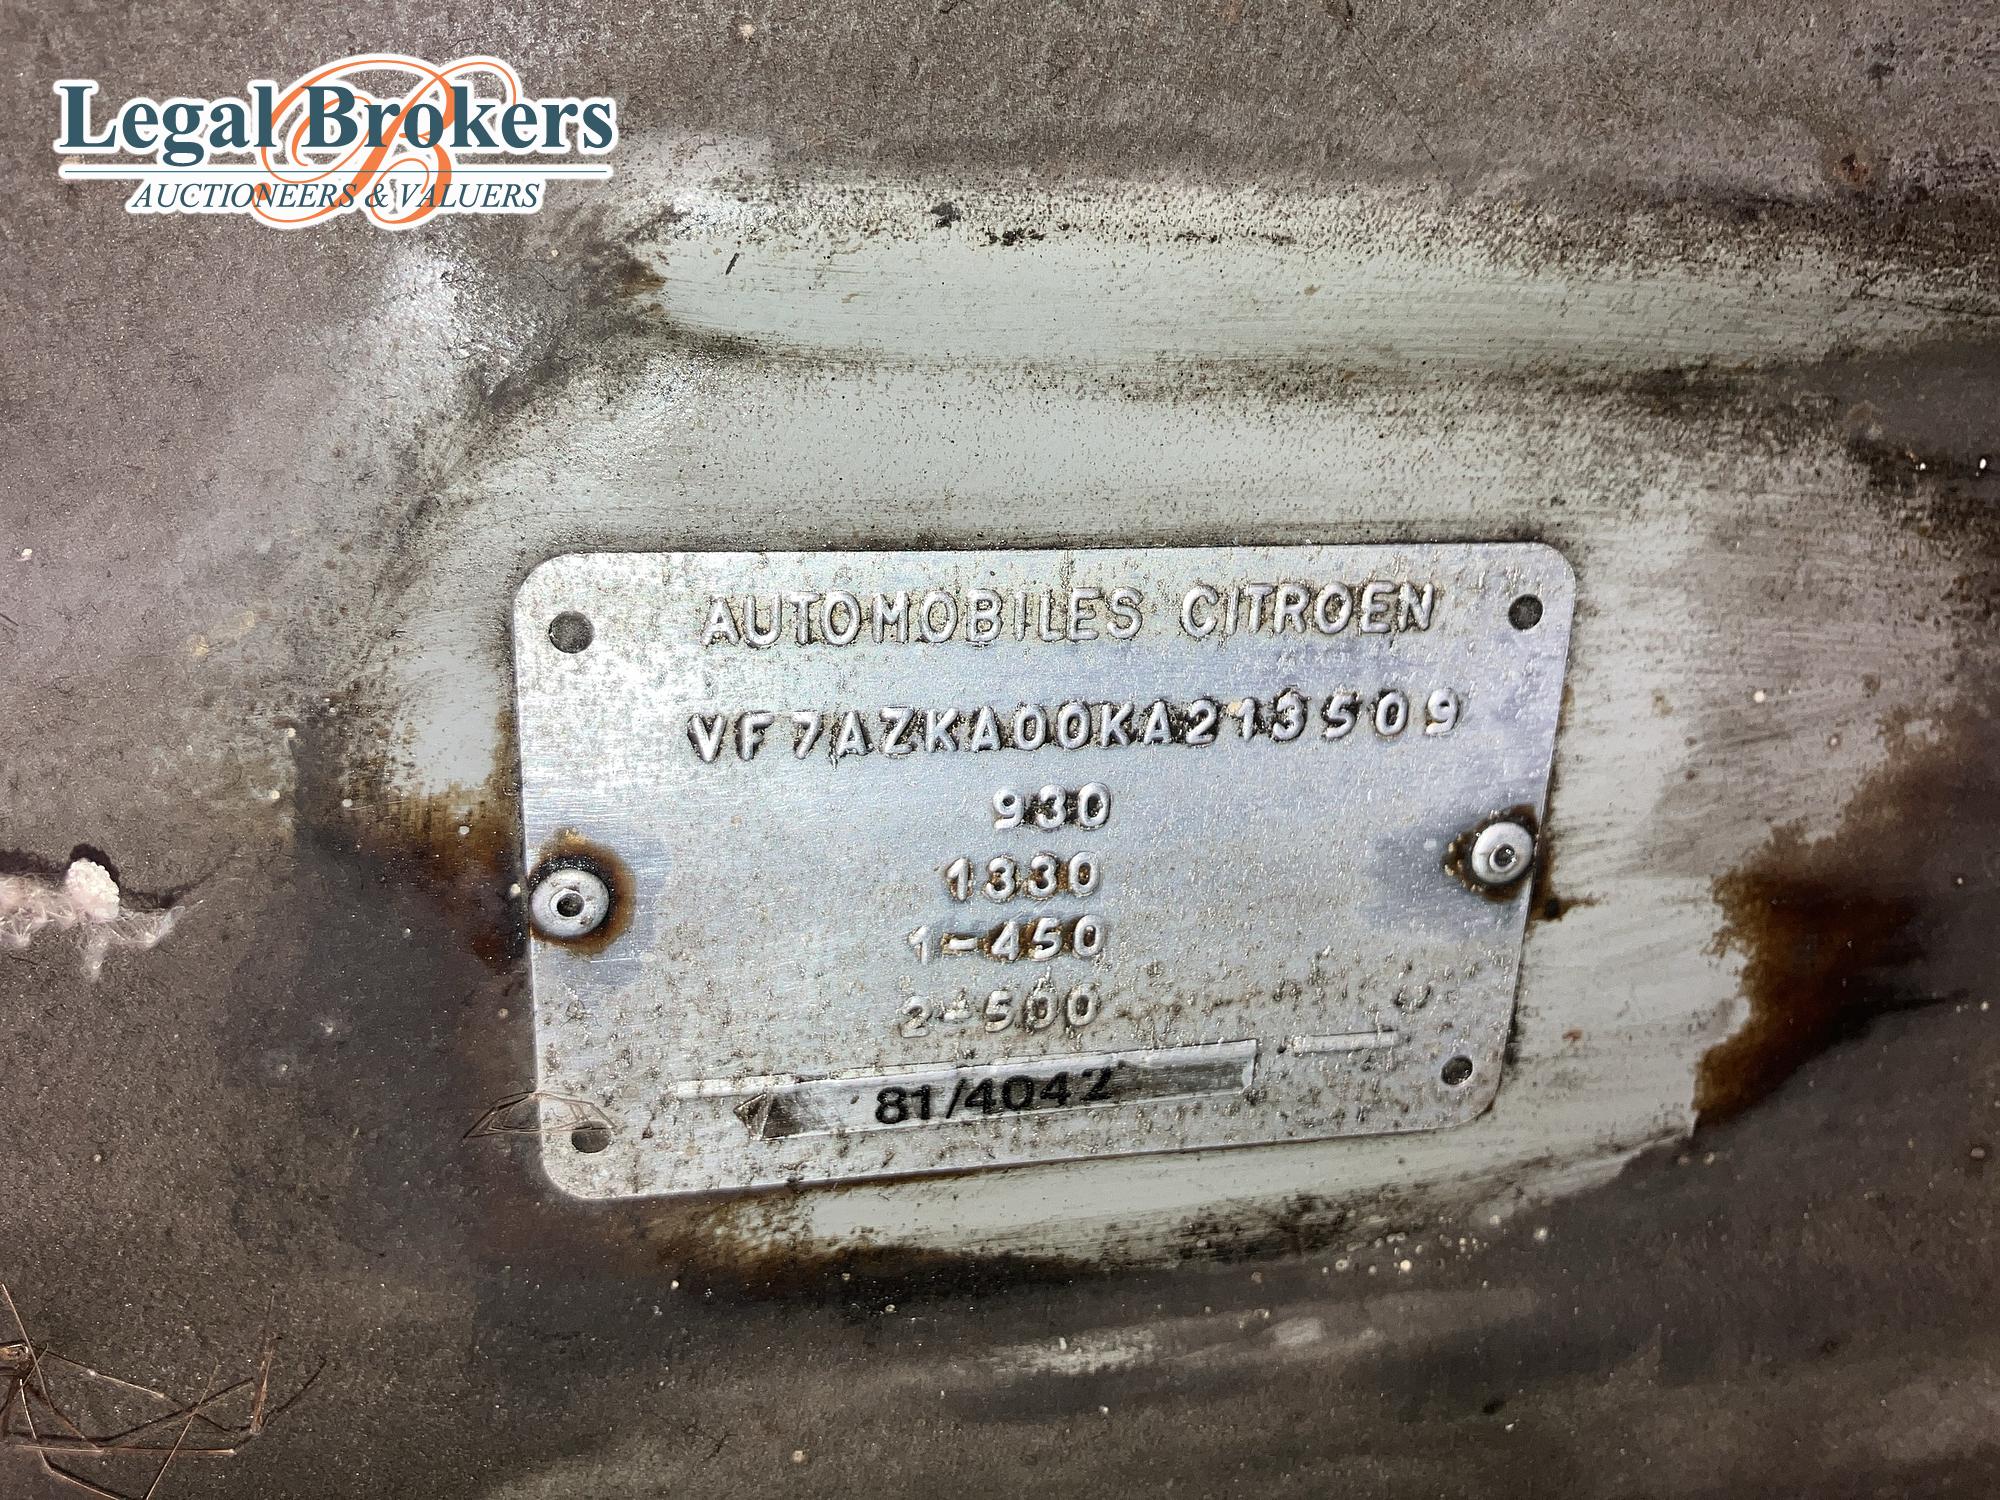 Legal Brokers
AUCTIONEERS & VALUERS
AUTOMOBILES CITROEN
VF7AZKA00KA213509
930
1330
1-450
2-500
81/4042